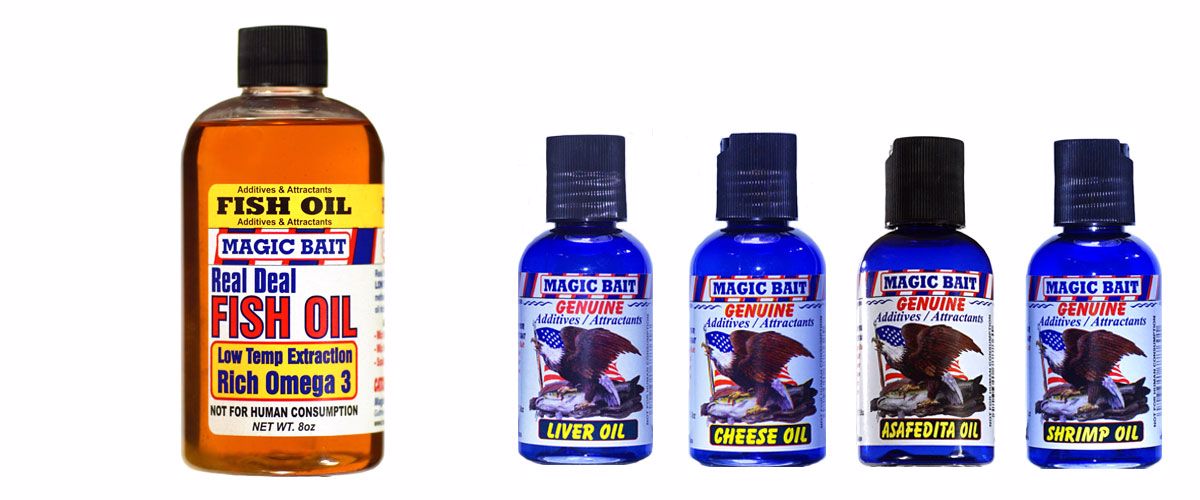 Additives & Attractants
FISH OIL
Additives & Attractants
MAGIC BAIT
Real Deal
FISH OIL
Low Temp Extraction
Rich Omega 3
NOT FOR HUMAN CONSUMPTION
NET WT. 8oz
MAGIC BAIT
GENUINE
Additives / Attractants
LIVER OIL
MAGIC BAIT
GENUINE
Additives / Attractants
CHEESE OIL
MAGIC BAIT
GENUINE
Additives / Attractants
ASAFEDITA OIL
MAGIC BAIT
GENUINE
Additives / Attractants
SHRIMP OIL